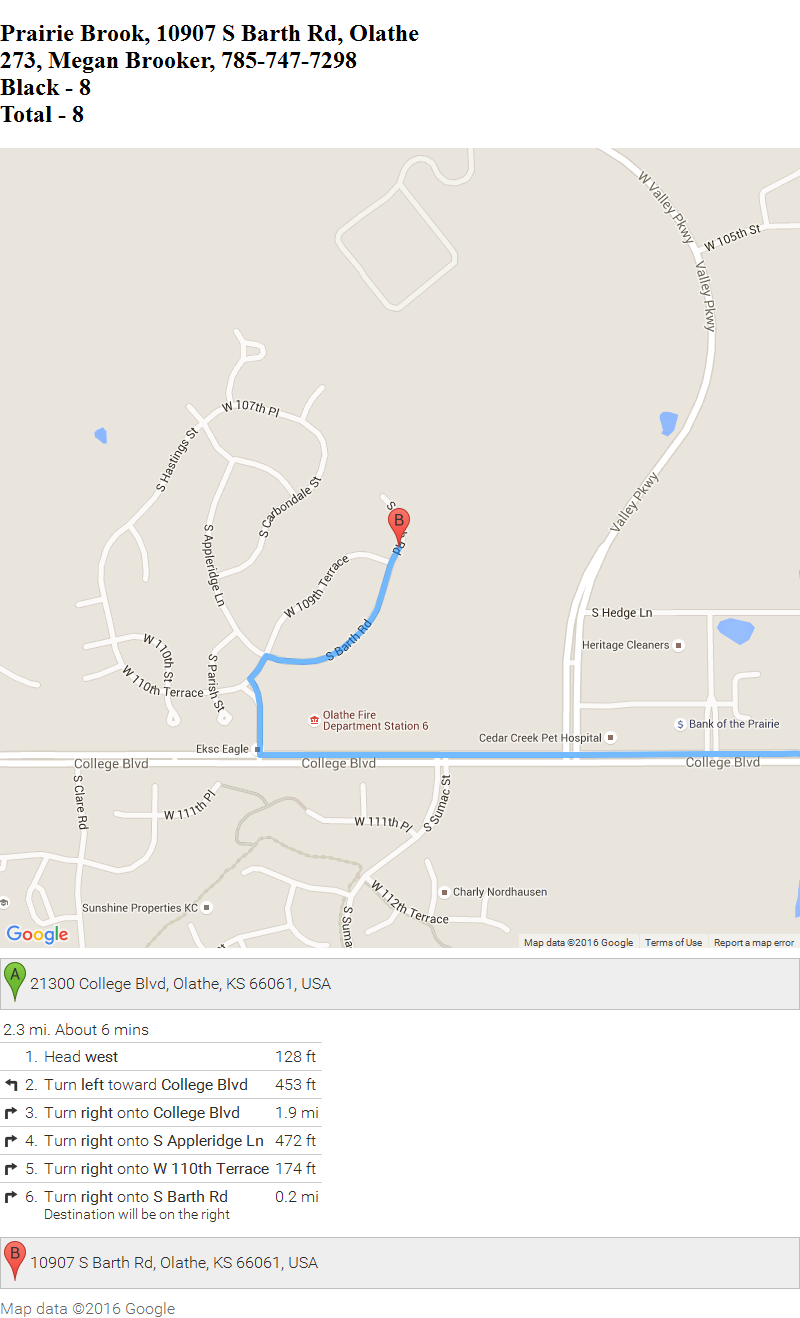 Prairie Brook, 10907 S Barth Rd, Olathe
273, Megan Brooker, 785-747-7298
Black - 8
Total - 8
W Valley Pkwy
W 105th St
Valley Pkwy
W 107th Pl
S Hastings St
S Carbondale St
S
B
Rd
Valley Pkwy
S Appleridge Ln
W 109th Terrace
S Hedge Ln
S Barth Rd
Heritage Cleaners
W 110th St
S Parish St
W 110th Terrace
Olathe Fire
Department Station 6
$ Bank of the Prairie
Cedar Creek Pet Hospital
Eksc Eagle
College Blvd
College Blvd
College Blvd
S Clare Rd
W 111th Pl
S Sumac St
W 111th Pl
W 112th Terrace
Charly Nordhausen
Sunshine Properties KC
S Suma
Google
Map data ©2016 Google
Terms of Use
Report a map error
A
21300 College Blvd, Olathe, KS 66061, USA
2.3 mi. About 6 mins
1. Head west 128 ft
2. Turn left toward College Blvd 453 ft
3. Turn right onto College Blvd 1.9 mi
4. Turn right onto S Appleridge Ln 472 ft
5. Turn right onto W 110th Terrace 174 ft
6. Turn right onto S Barth Rd 0.2 mi
Destination will be on the right
B
10907 S Barth Rd, Olathe, KS 66061, USA
Map data ©2016 Google